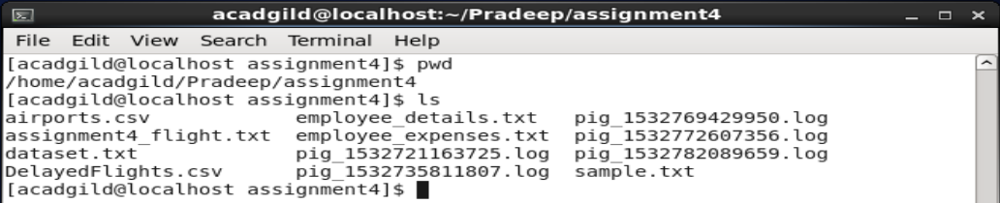 acadgild@localhost:~/Pradeep/assignment4
File Edit View Search Terminal Help
[acadgild@localhost assignment4]$ pwd
/home/acadgild/Pradeep/assignment4
[acadgild@localhost assignment4]$ ls
airports.csv employee_details.txt pig_1532769429950.log
assignment4_flight.txt employee_expenses.txt pig_1532772607356.log
dataset.txt pig_1532721163725.log pig_1532782089659.log
DelayedFlights.csv pig_1532735811807.log sample.txt
[acadgild@localhost assignment4]$